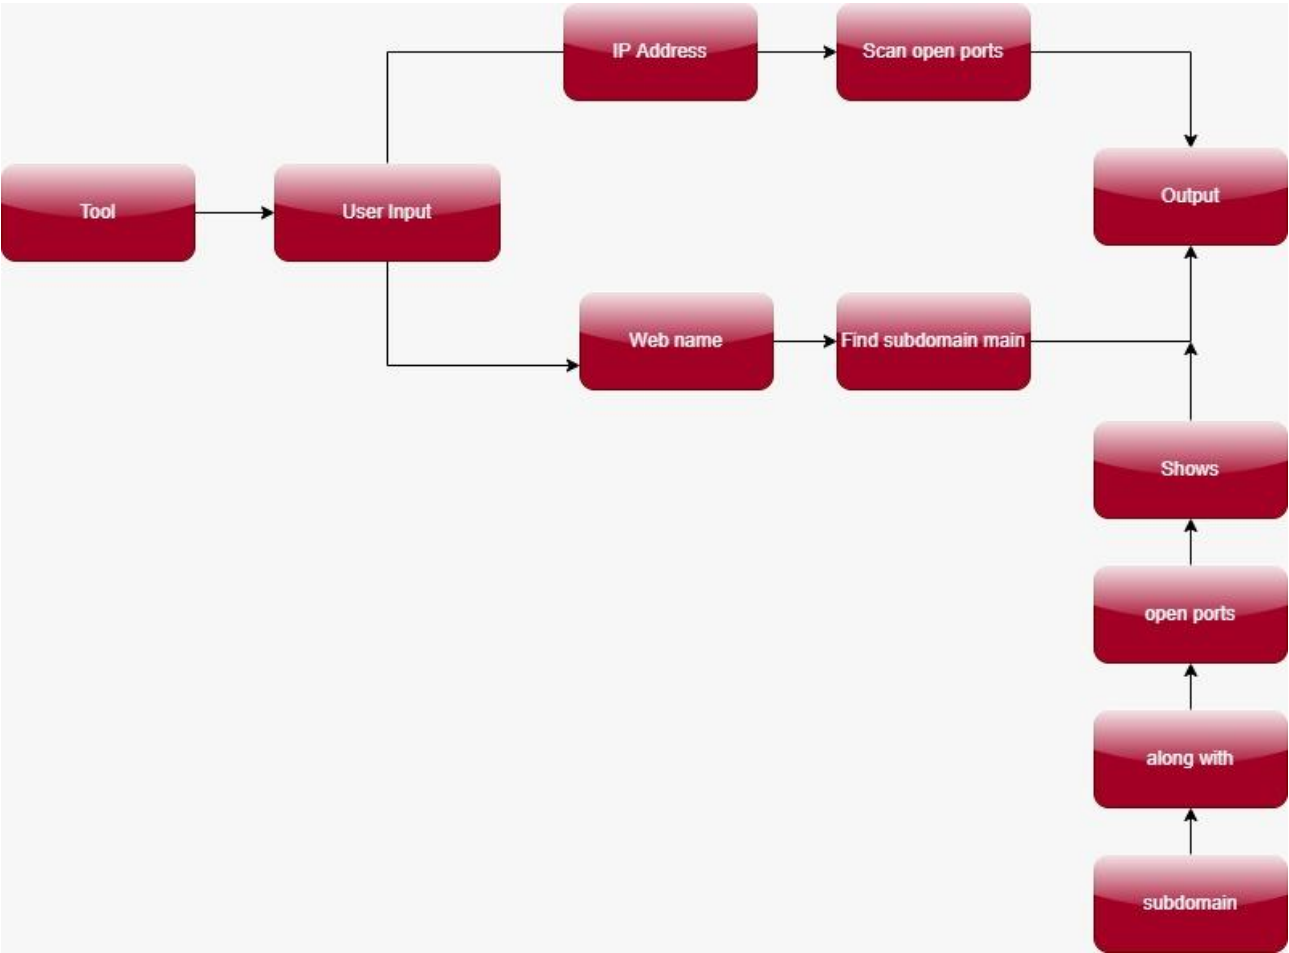 IP Address
Scan open ports
Tool
User Input
Output
Web name
Find subdomain main
Shows
open ports
along with
subdomain